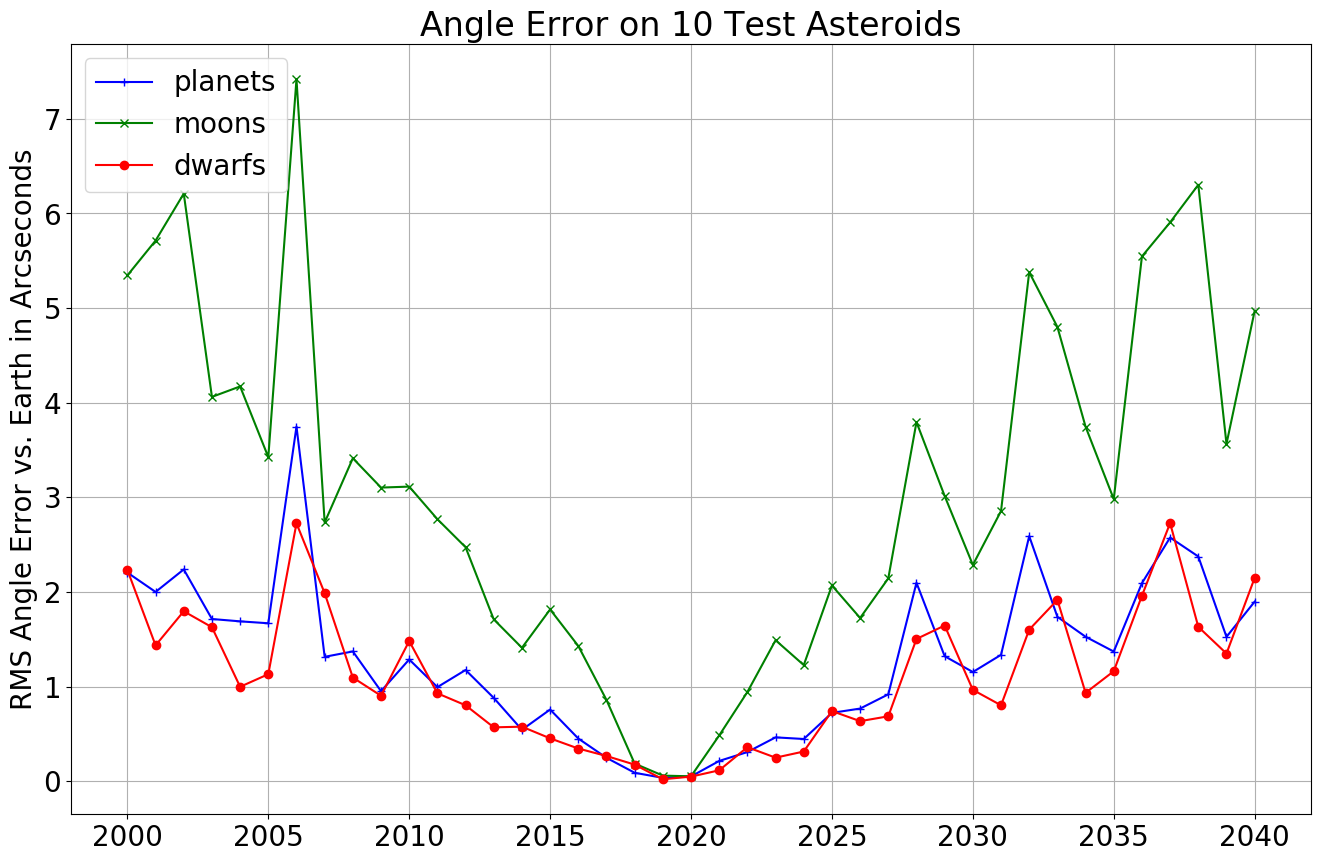 Angle Error on 10 Test Asteroids
planets
moons
dwarfs
RMS Angle Error vs. Earth in Arcseconds
7
6
5
4
3
2
1
0
2000 2005 2010 2015 2020 2025 2030 2035 2040